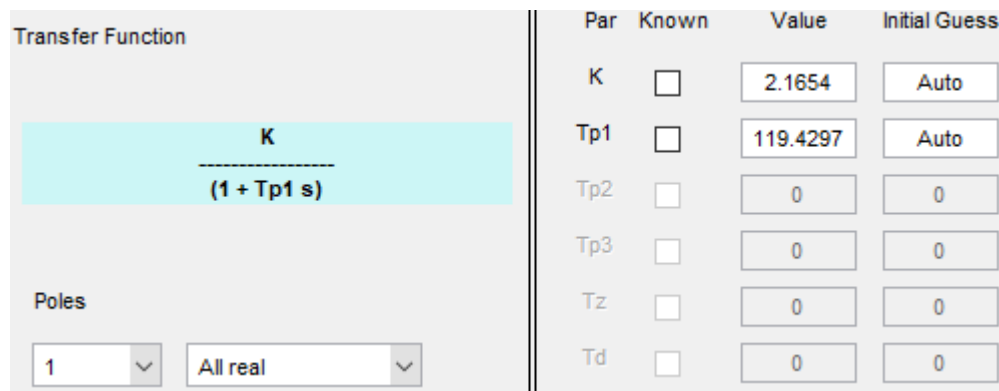 Transfer Function
K
-----------------
(1 + Tp1 s)
Poles
1 All real
Par Known Value Initial Guess
K 2.1654 Auto
Tp1 119.4297 Auto
Tp2 0 0
Tp3 0 0
Tz 0 0
Td 0 0